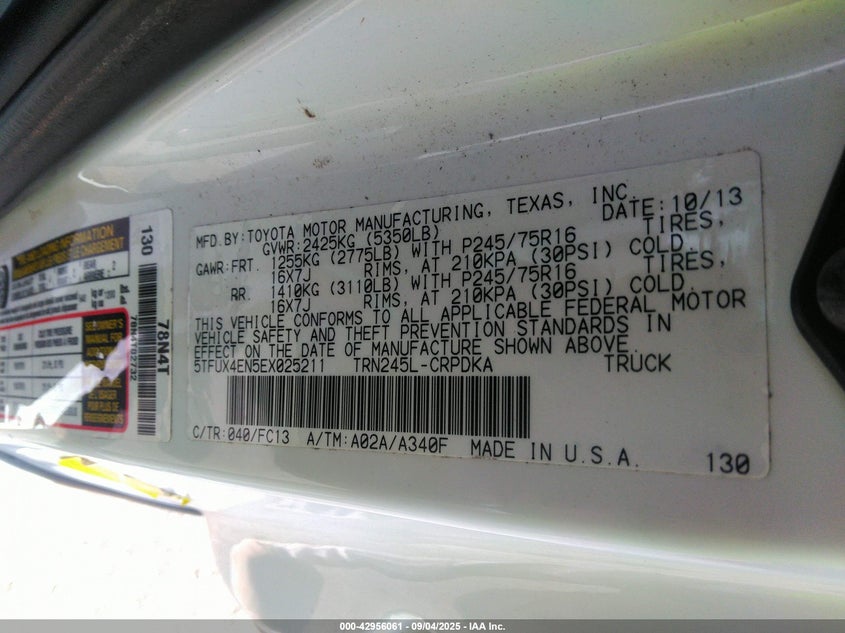 MFD.BY:TOYOTA MOTOR MANUFACTURING, TEXAS, INC.
GVWR:2425KG (5350LB) DATE: 10/13
GAWR:FRT. 1255KG (2775LB) WITH P245/75R16 TIRES,
16X7J RIMS, AT 210KPA (30PSI) COLD.
RR. 1410KG (3110LB) WITH P245/75R16 TIRES,
16X7J RIMS, AT 210KPA (30PSI) COLD.
THIS VEHICLE CONFORMS TO ALL APPLICABLE FEDERAL MOTOR
VEHICLE SAFETY AND THEFT PREVENTION STANDARDS IN
EFFECT ON THE DATE OF MANUFACTURE SHOWN ABOVE.
5TFUX4EN5EX025211 TRN245L-CRPDKA TRUCK
C/TR:040/FC13 A/TM:A02A/A340F MADE IN U.S.A.
130
130
78N4T
SEE OWNER'S
MANUAL FOR
000-42956061 - 09/04/2025 - IAA Inc.